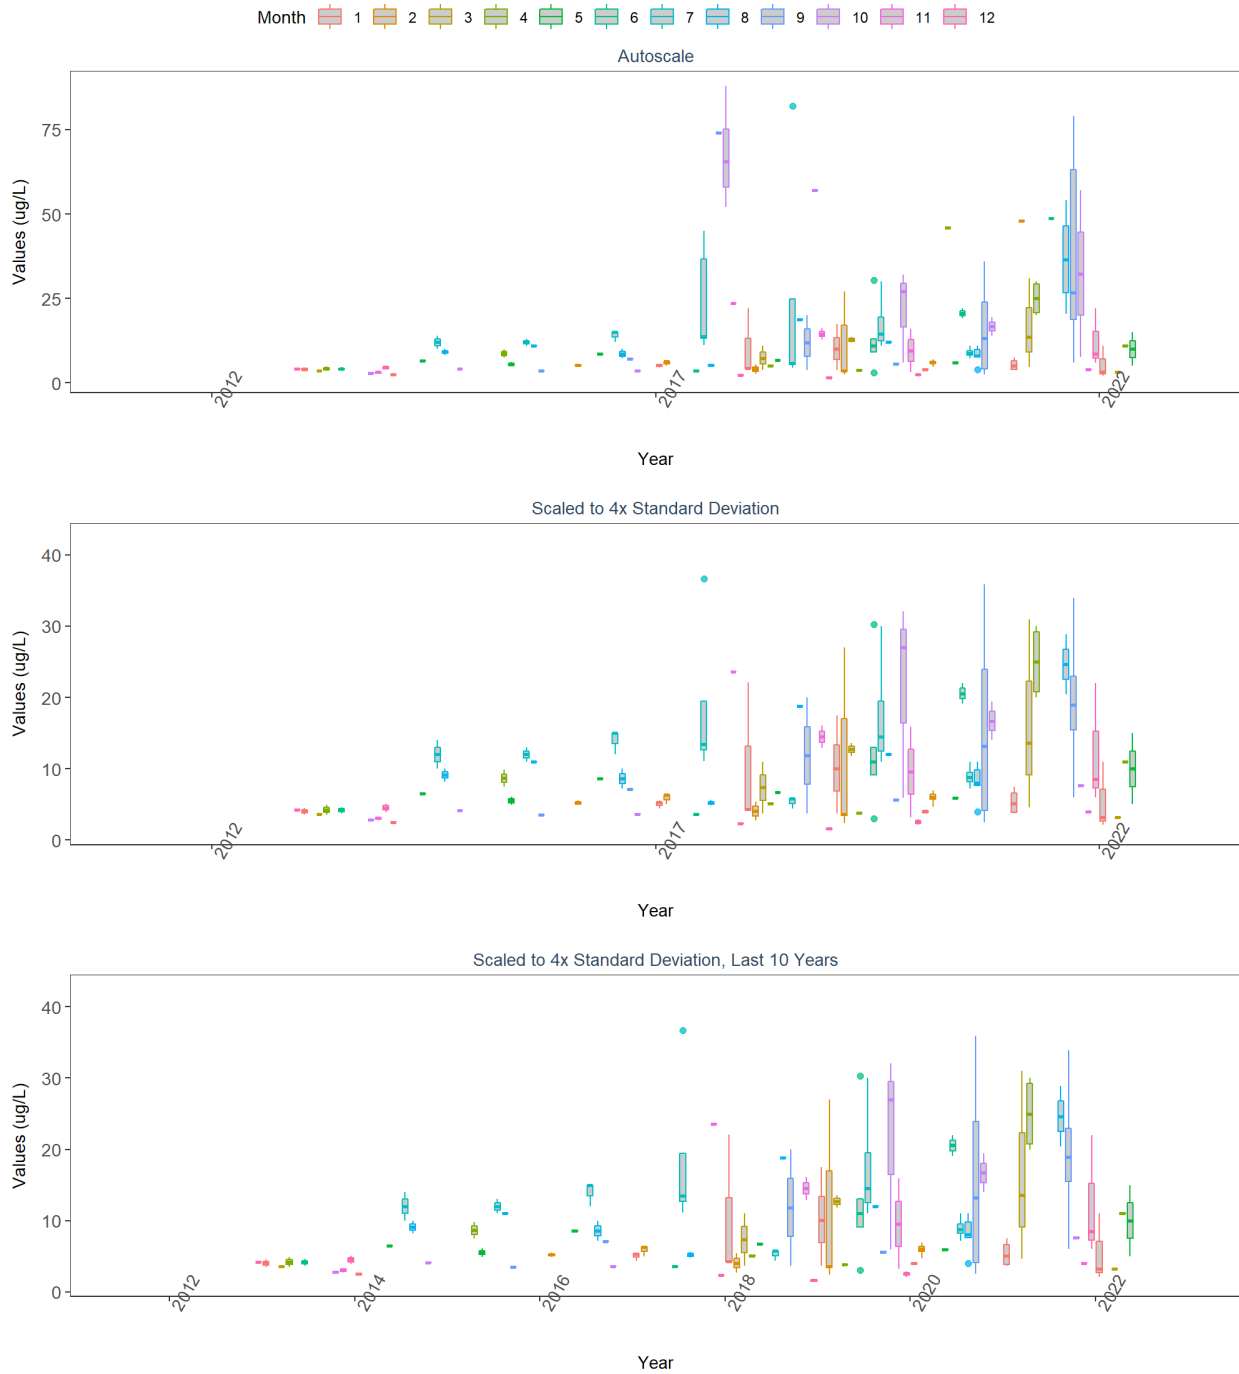 Month 1 2 3 4 5 6 7 8 9 10 11 12
Autoscale
Values (ug/L)
75
50
25
0
2012 2017 2022
Year
Scaled to 4x Standard Deviation
Values (ug/L)
40
30
20
10
0
2012 2017 2022
Year
Scaled to 4x Standard Deviation, Last 10 Years
Values (ug/L)
40
30
20
10
0
2012 2014 2016 2018 2020 2022
Year